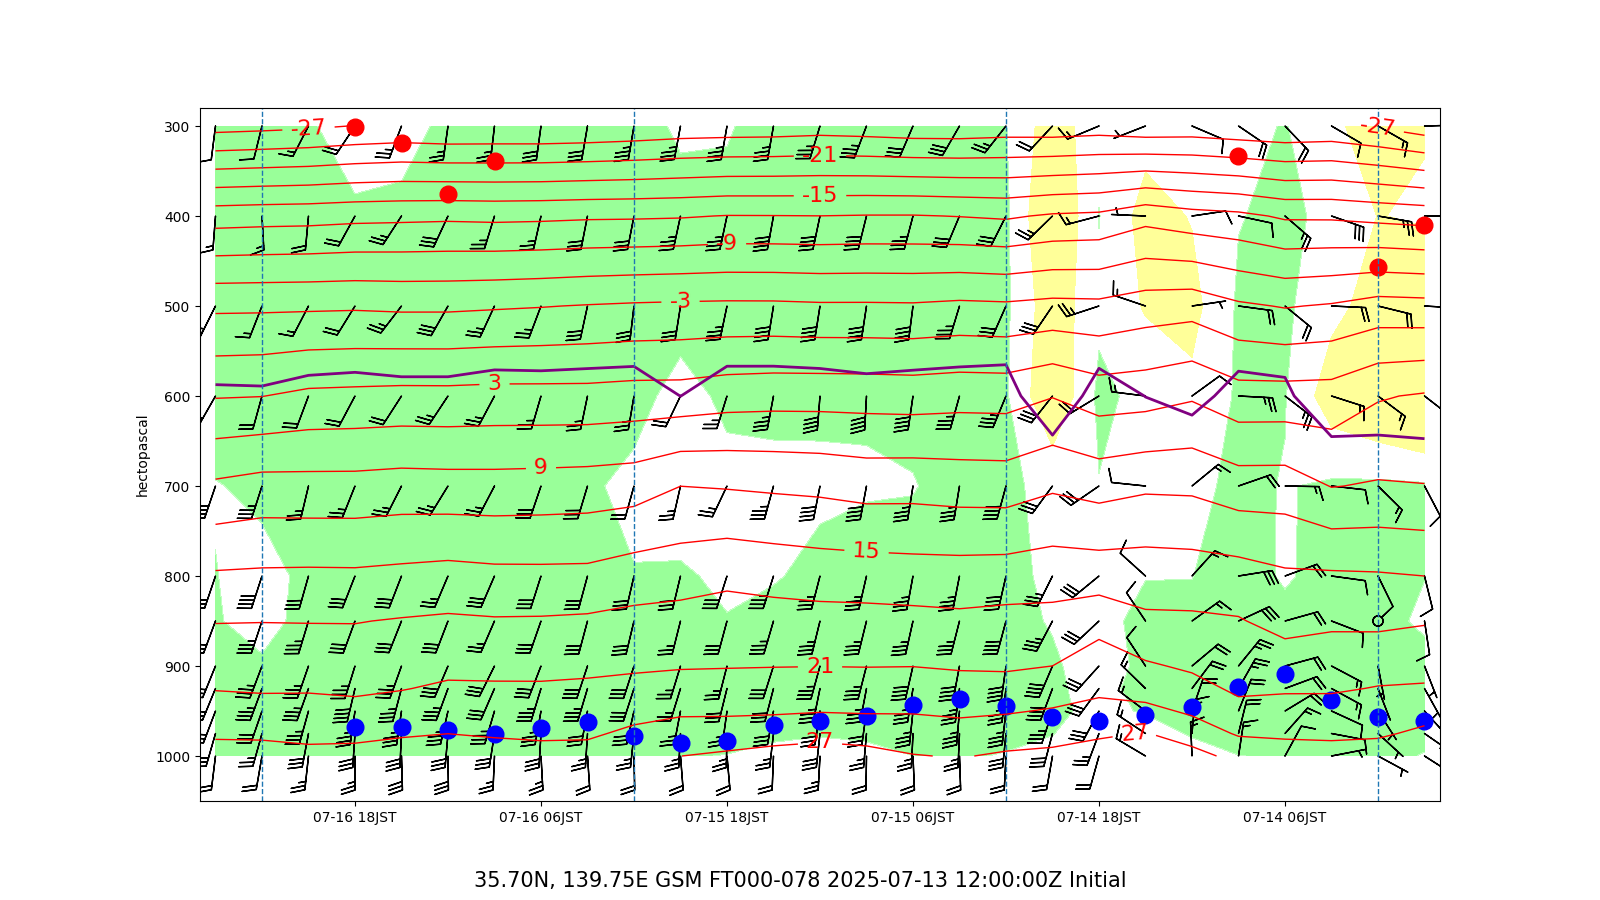 300
400
500
600
700
800
900
1000
hectopascal
-27
-27
-21
-15
-9
-3
3
9
15
21
27
27
07-16 18JST
07-16 06JST
07-15 18JST
07-15 06JST
07-14 18JST
07-14 06JST
35.70N, 139.75E GSM FT000-078 2025-07-13 12:00:00Z Initial